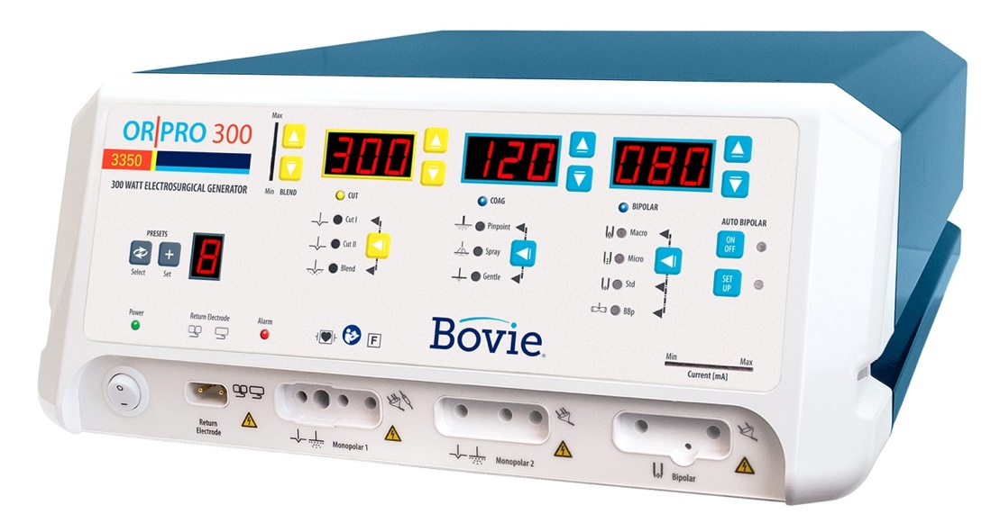 OR|PRO 300
3350
300 WATT ELECTROSURGICAL GENERATOR
Max
Min
BLEND
300
120
080
CUT
Cut I
Cut II
Blend
COAG
Pinpoint
Spray
Gentle
BIPOLAR
Macro
Micro
Std
BBp
AUTO BIPOLAR
ON
OFF
SET
UP
PRESETS
Select
Set
8
Power
Return Electrode
Alarm
F
Bovie®
Min
Max
Current [mA]
Return
Electrode
Monopolar 1
Monopolar 2
Bipolar